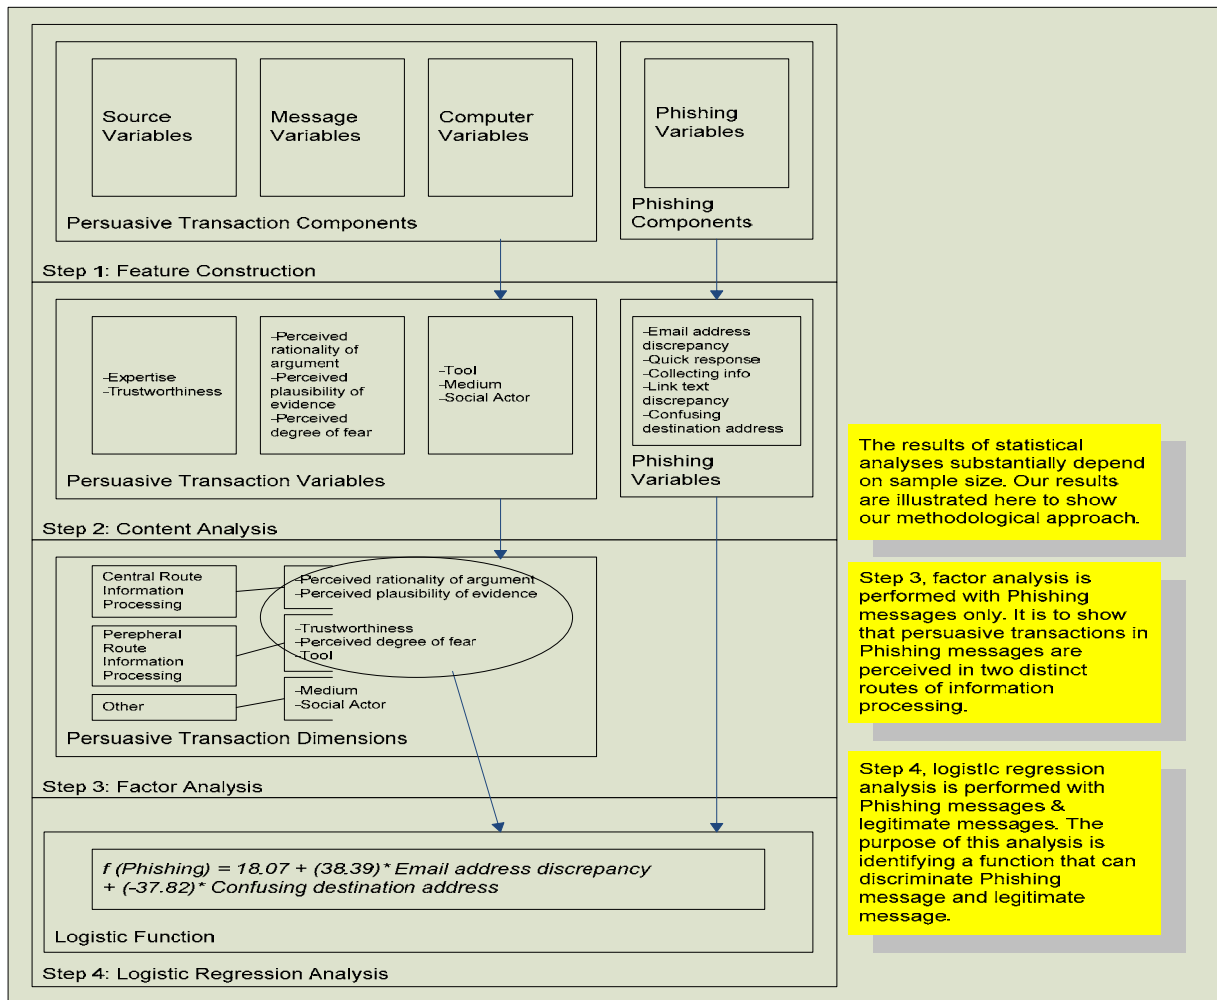 Source
Variables
Message
Variables
Computer
Variables
Phishing
Variables
Persuasive Transaction Components
Phishing
Components
Step 1: Feature Construction
-Expertise
-Trustworthiness
-Perceived
rationality of
argument
-Perceived
plausibility of
evidence
-Perceived
degree of fear
-Tool
-Medium
-Social Actor
-Email address
discrepancy
-Quick response
-Collecting info
-Link text
discrepancy
-Confusing
destination address
Persuasive Transaction Variables
Phishing
Variables
Step 2: Content Analysis
Central Route
Information
Processing
-Perceived rationality of argument
-Perceived plausibility of evidence
Perepheral
Route
Information
Processing
-Trustworthiness
-Perceived degree of fear
-Tool
Other
-Medium
-Social Actor
Persuasive Transaction Dimensions
Step 3: Factor Analysis
f (Phishing) = 18.07 + (38.39)* Email address discrepancy
+ (-37.82)* Confusing destination address
Logistic Function
Step 4: Logistic Regression Analysis
The results of statistical
analyses substantially depend
on sample size. Our results
are illustrated here to show
our methodological approach.
Step 3, factor analysis is
performed with Phishing
messages only. It is to show
that persuasive transactions in
Phishing messages are
perceived in two distinct
routes of information
processing.
Step 4, logistic regression
analysis is performed with
Phishing messages &
legitimate messages. The
purpose of this analysis is
identifying a function that can
discriminate Phishing
message and legitimate
message.